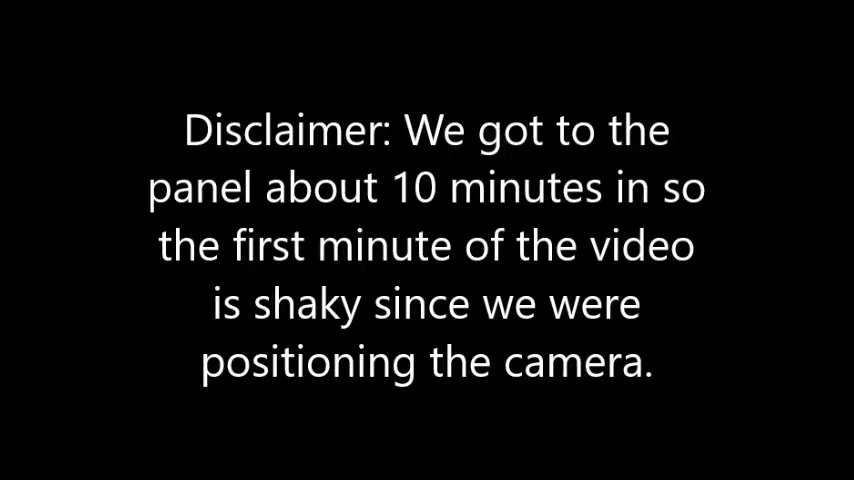 Disclaimer: We got to the
panel about 10 minutes in so
the first minute of the video
is shaky since we were
positioning the camera.